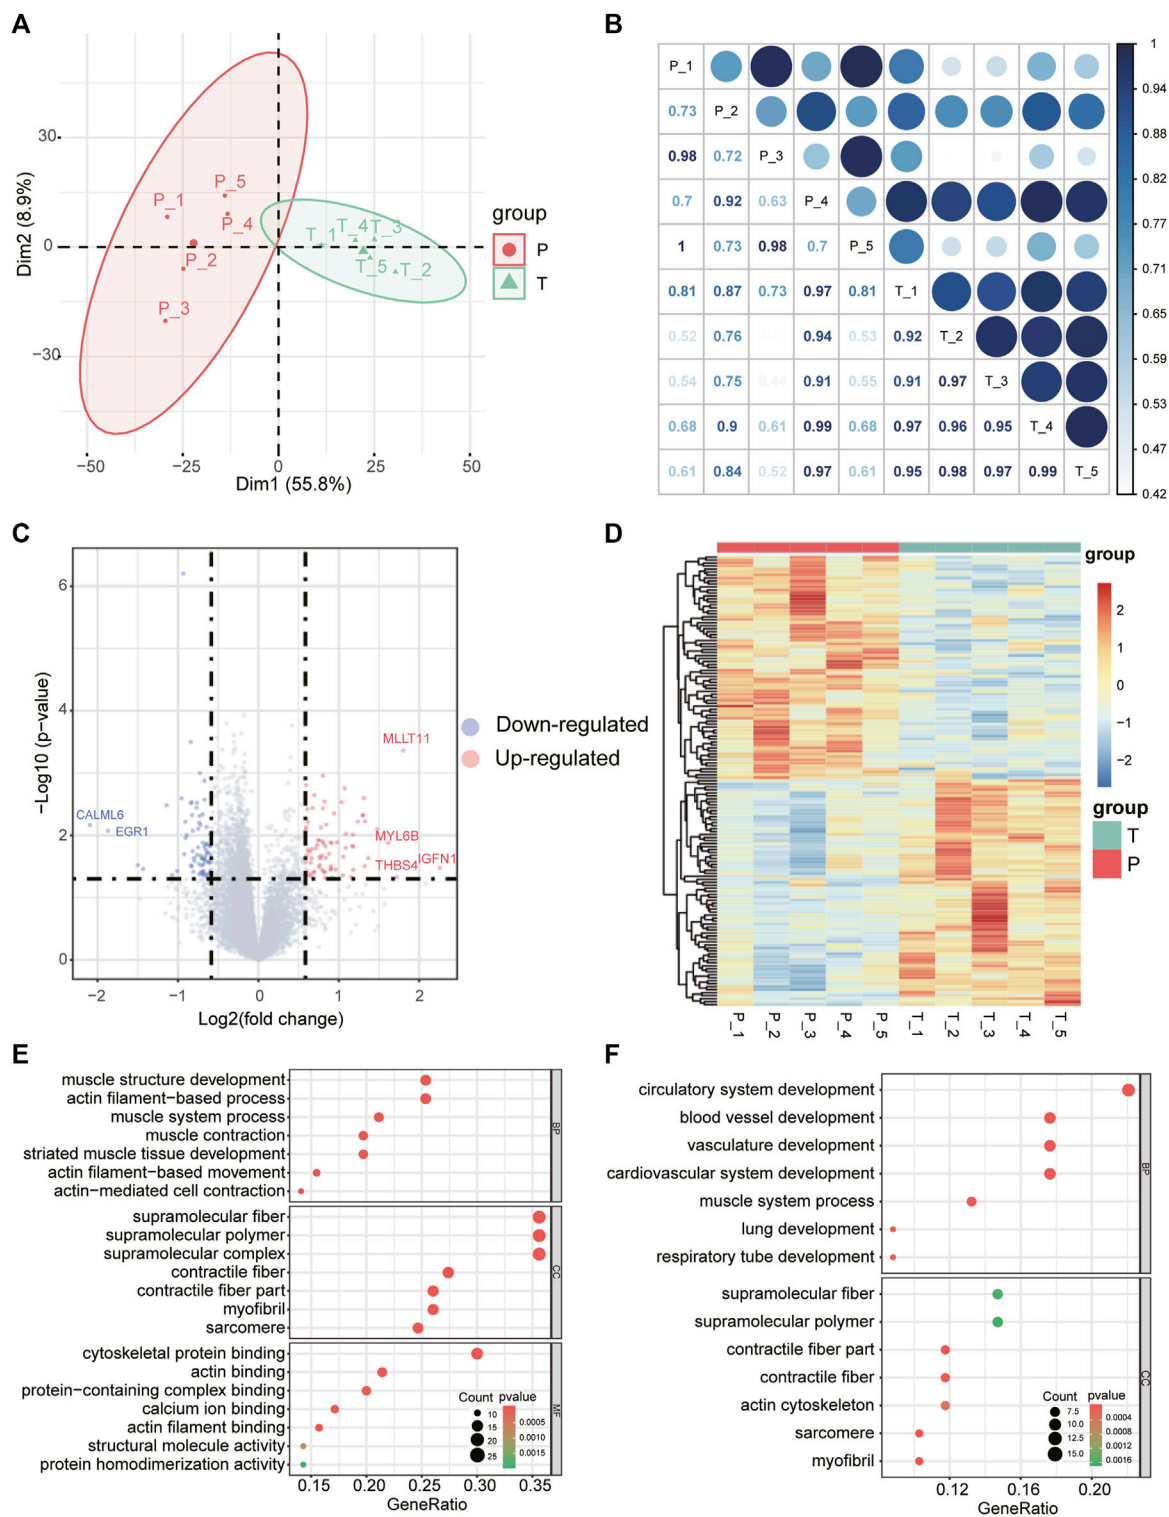 A
30
0
−30
Dim2 (8.9%)
P_1
P_5
P_4
P_2
P_3
T_1
T_4
T_3
T_5
T_2
−50
−25
0
25
50
Dim1 (55.8%)
group
P
T
B
P_1
0.73 P_2
0.98 0.72 P_3
0.7 0.92 0.63 P_4
1 0.73 0.98 0.7 P_5
0.81 0.87 0.73 0.97 0.81 T_1
0.52 0.76 0.94 0.53 0.92 T_2
0.54 0.75 0.44 0.91 0.55 0.91 0.97 T_3
0.68 0.9 0.61 0.99 0.68 0.97 0.96 0.95 T_4
0.61 0.84 0.52 0.97 0.61 0.95 0.98 0.97 0.99 T_5
1
0.94
0.88
0.82
0.77
0.71
0.65
0.59
0.53
0.47
0.42
C
6
4
2
0
−Log10 (p−value)
MLLT11
CALML6
EGR1
MYL6B
THBS4
IGFN1
−2
−1
0
1
2
Log2(fold change)
Down-regulated
Up-regulated
D
group
2
1
0
−1
−2
group
T
P
P_1
P_2
P_3
P_4
P_5
T_1
T_2
T_3
T_4
T_5
E
muscle structure development
actin filament−based process
muscle system process
muscle contraction
striated muscle tissue development
actin filament−based movement
actin−mediated cell contraction
BP
supramolecular fiber
supramolecular polymer
supramolecular complex
contractile fiber
contractile fiber part
myofibril
sarcomere
CC
cytoskeletal protein binding
actin binding
protein−containing complex binding
calcium ion binding
actin filament binding
structural molecule activity
protein homodimerization activity
MF
Count
10
15
20
25
pvalue
0.0005
0.0010
0.0015
0.15
0.20
0.25
0.30
0.35
GeneRatio
F
circulatory system development
blood vessel development
vasculature development
cardiovascular system development
muscle system process
lung development
respiratory tube development
BP
supramolecular fiber
supramolecular polymer
contractile fiber part
contractile fiber
actin cytoskeleton
sarcomere
myofibril
CC
Count
7.5
10.0
12.5
15.0
pvalue
0.0004
0.0008
0.0012
0.0016
0.12
0.16
0.20
GeneRatio